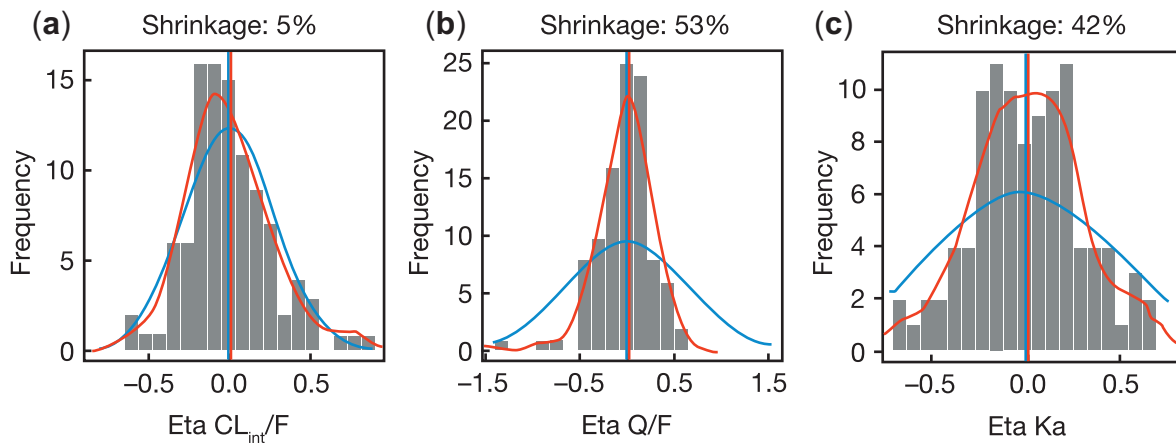 (a) Shrinkage: 5%
Frequency
15
10
5
0
−0.5 0.0 0.5
Eta CLint/F
(b) Shrinkage: 53%
Frequency
25
20
15
10
5
0
−1.5 −0.5 0.5 1.5
Eta Q/F
(c) Shrinkage: 42%
Frequency
10
8
6
4
2
0
−0.5 0.0 0.5
Eta Ka